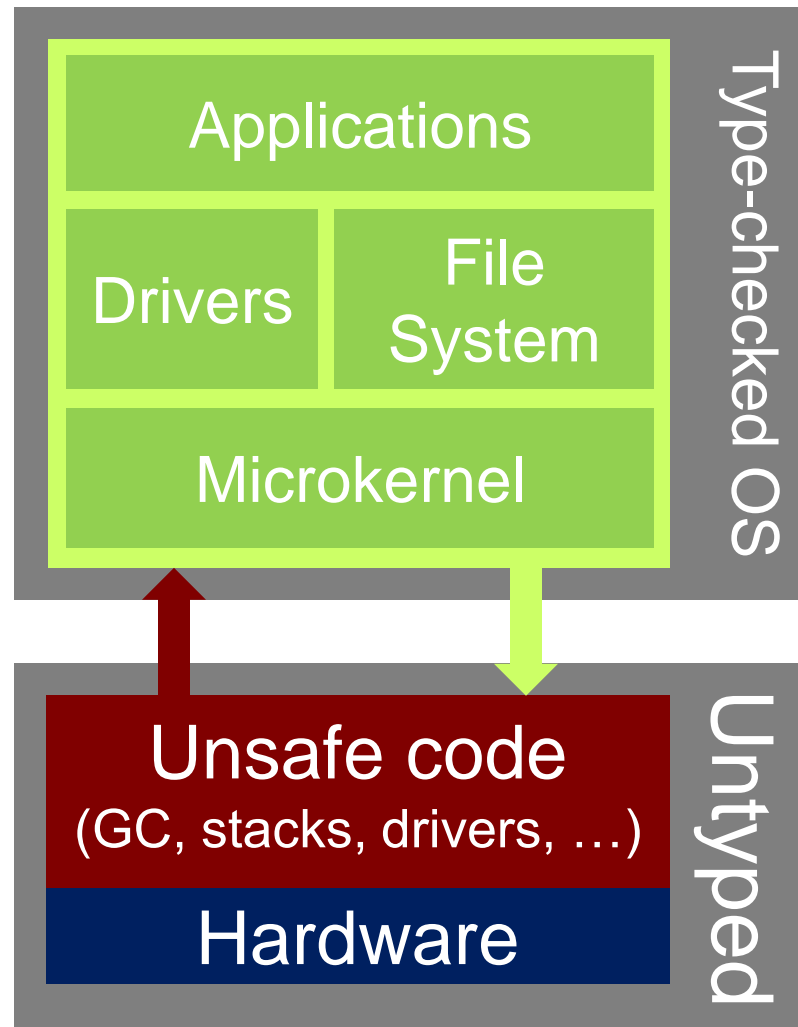 Applications
Drivers
File
System
Microkernel
Type-checked OS
Unsafe code
(GC, stacks, drivers, …)
Hardware
Untyped